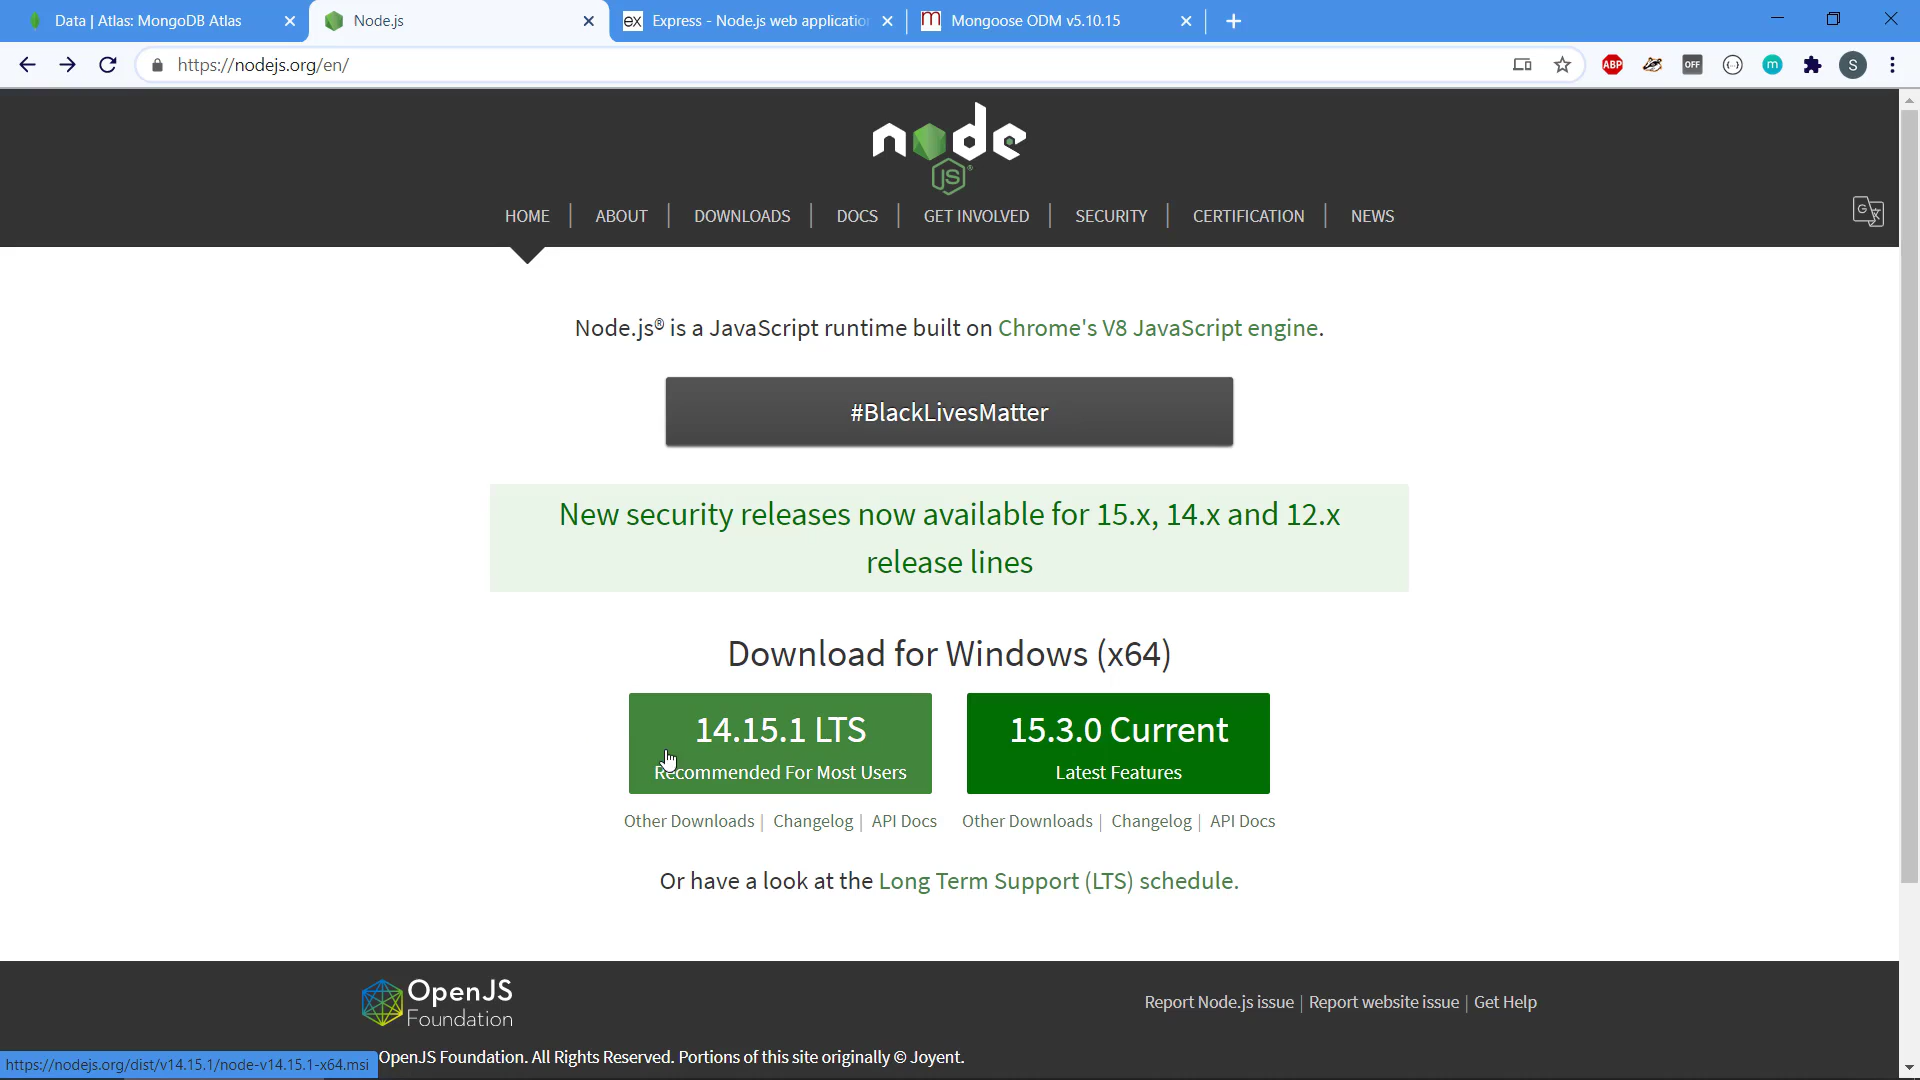 Data | Atlas: MongoDB Atlas
Node.js
ex Express - Node.js web application
m Mongoose ODM v5.10.15
https://nodejs.org/en/
ABP
OFF
m
S
node
JS
HOME | ABOUT | DOWNLOADS | DOCS | GET INVOLVED | SECURITY | CERTIFICATION | NEWS
Node.js® is a JavaScript runtime built on Chrome's V8 JavaScript engine.
#BlackLivesMatter
New security releases now available for 15.x, 14.x and 12.x
release lines
Download for Windows (x64)
14.15.1 LTS
Recommended For Most Users
15.3.0 Current
Latest Features
Other Downloads | Changelog | API Docs
Other Downloads | Changelog | API Docs
Or have a look at the Long Term Support (LTS) schedule.
OpenJS
Foundation
Report Node.js issue | Report website issue | Get Help
OpenJS Foundation. All Rights Reserved. Portions of this site originally © Joyent.
https://nodejs.org/dist/v14.15.1/node-v14.15.1-x64.msi